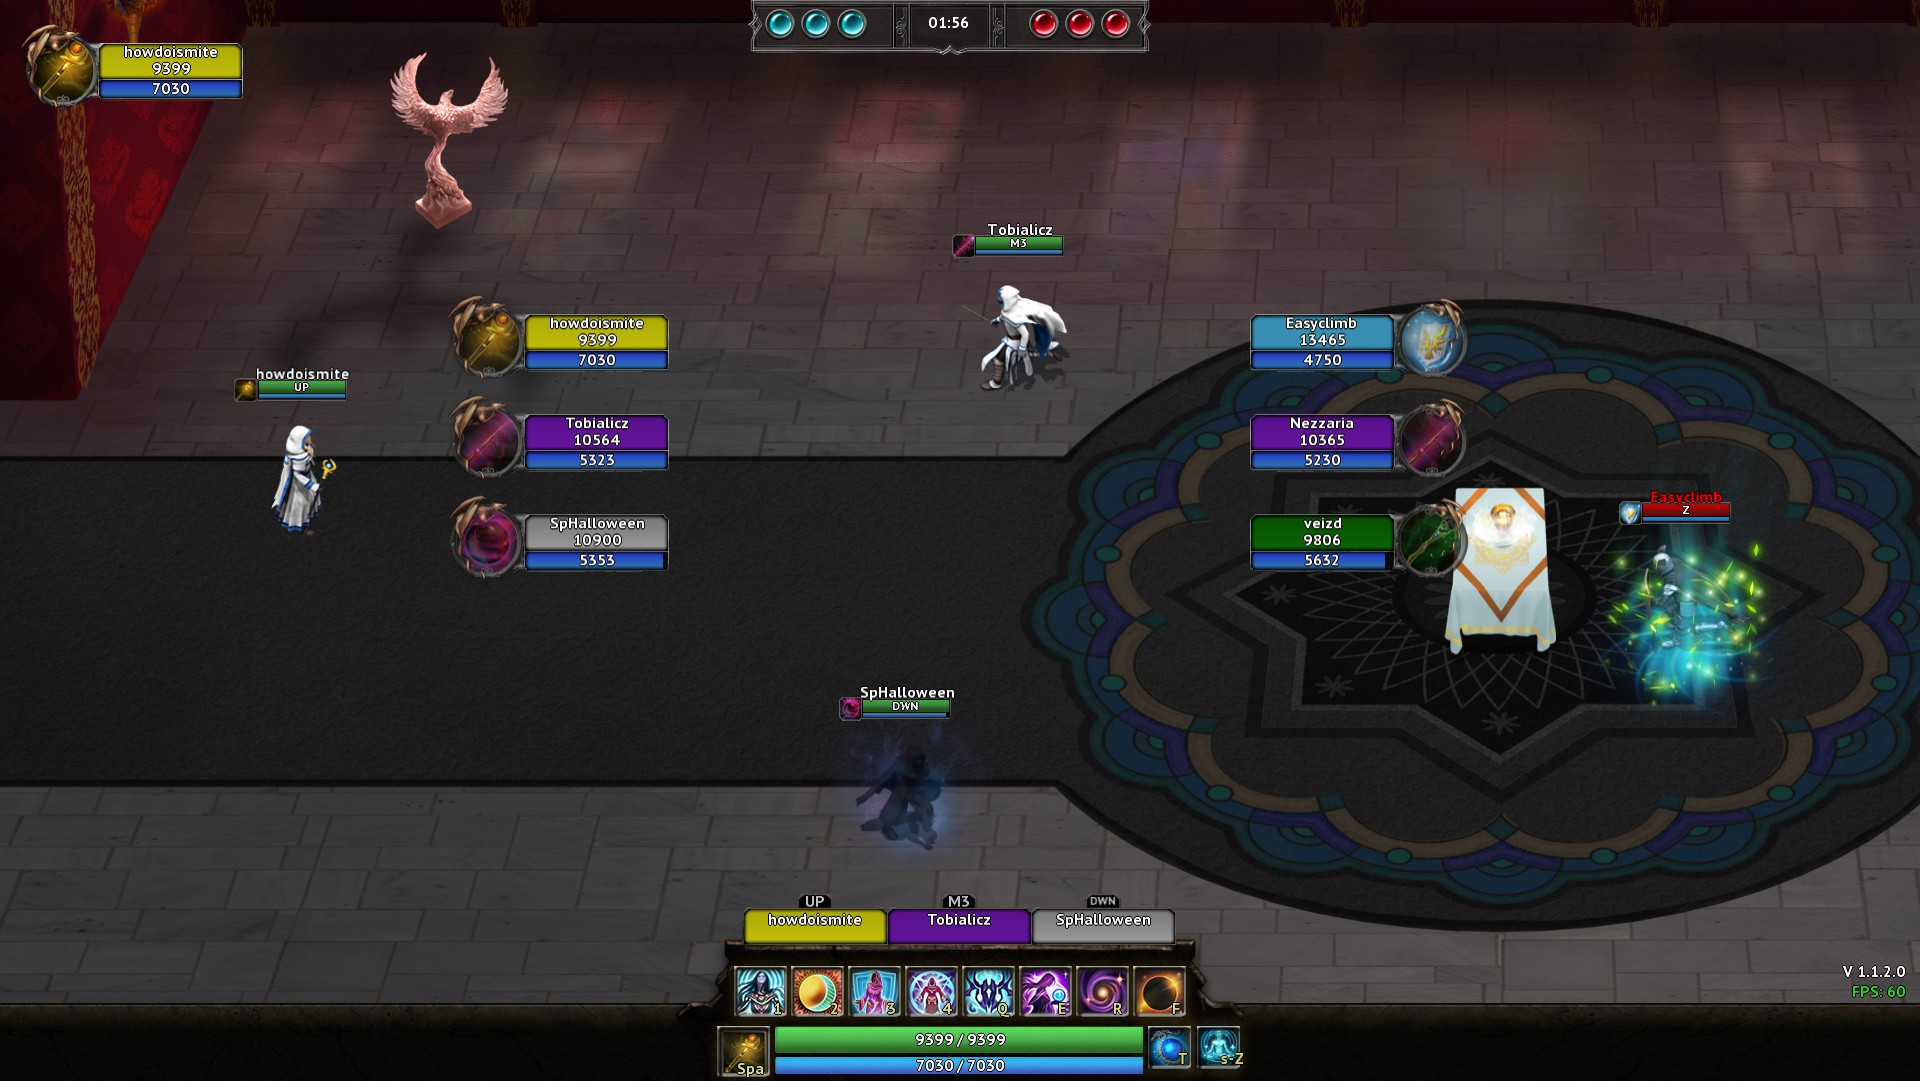 01:56
howdoismite
9399
7030
Tobialicz
M3
howdoismite
9399
7030
Easyclimb
13465
4750
howdoismite
UP
Tobialicz
10564
5323
Nezzaria
10365
5230
Easyclimb
Z
SpHalloween
10900
5353
veizd
9806
5632
SpHalloween
DWN
UP
M3
DWN
howdoismite
Tobialicz
SpHalloween
V 1.1.2.0
FPS: 60
1
2
3
4
Q
E
R
F
9399 / 9399
7030 / 7030
Spa
T
s-Z